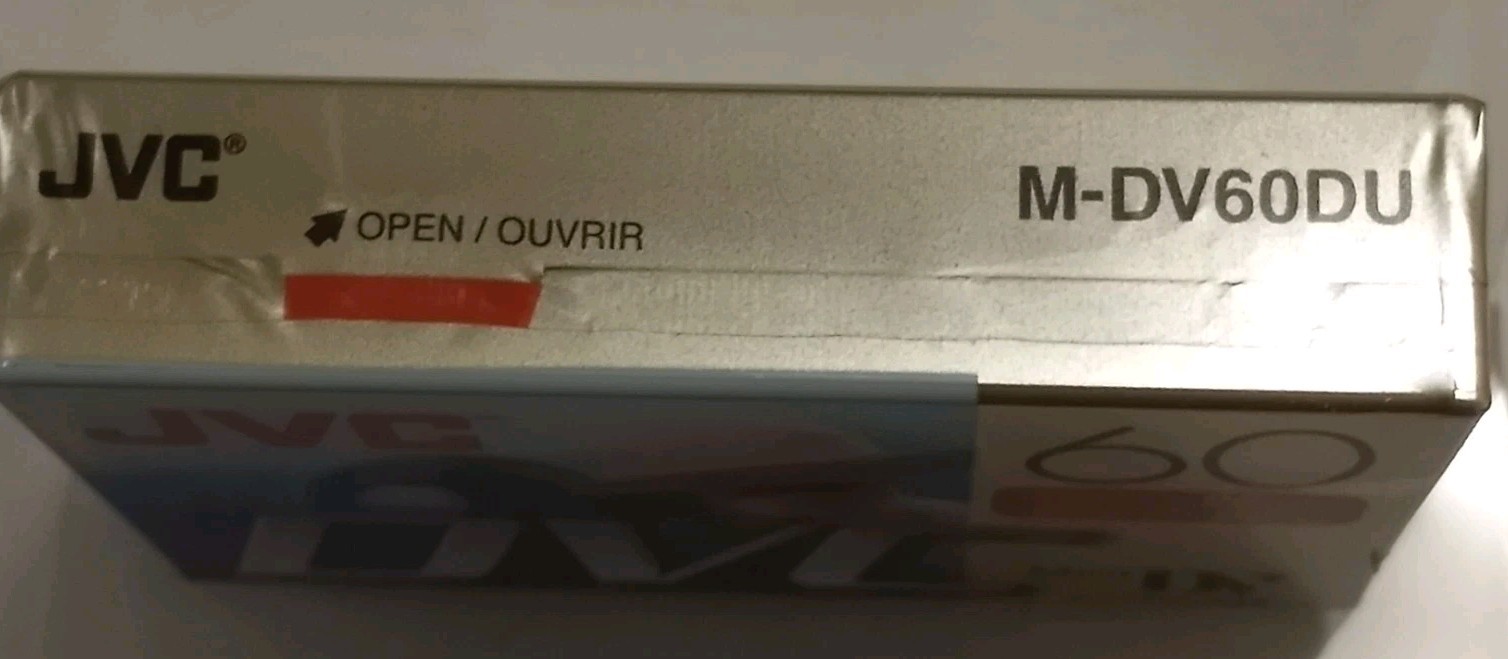 JVC®
M-DV60DU
OPEN / OUVRIR
JVC
60
DVC